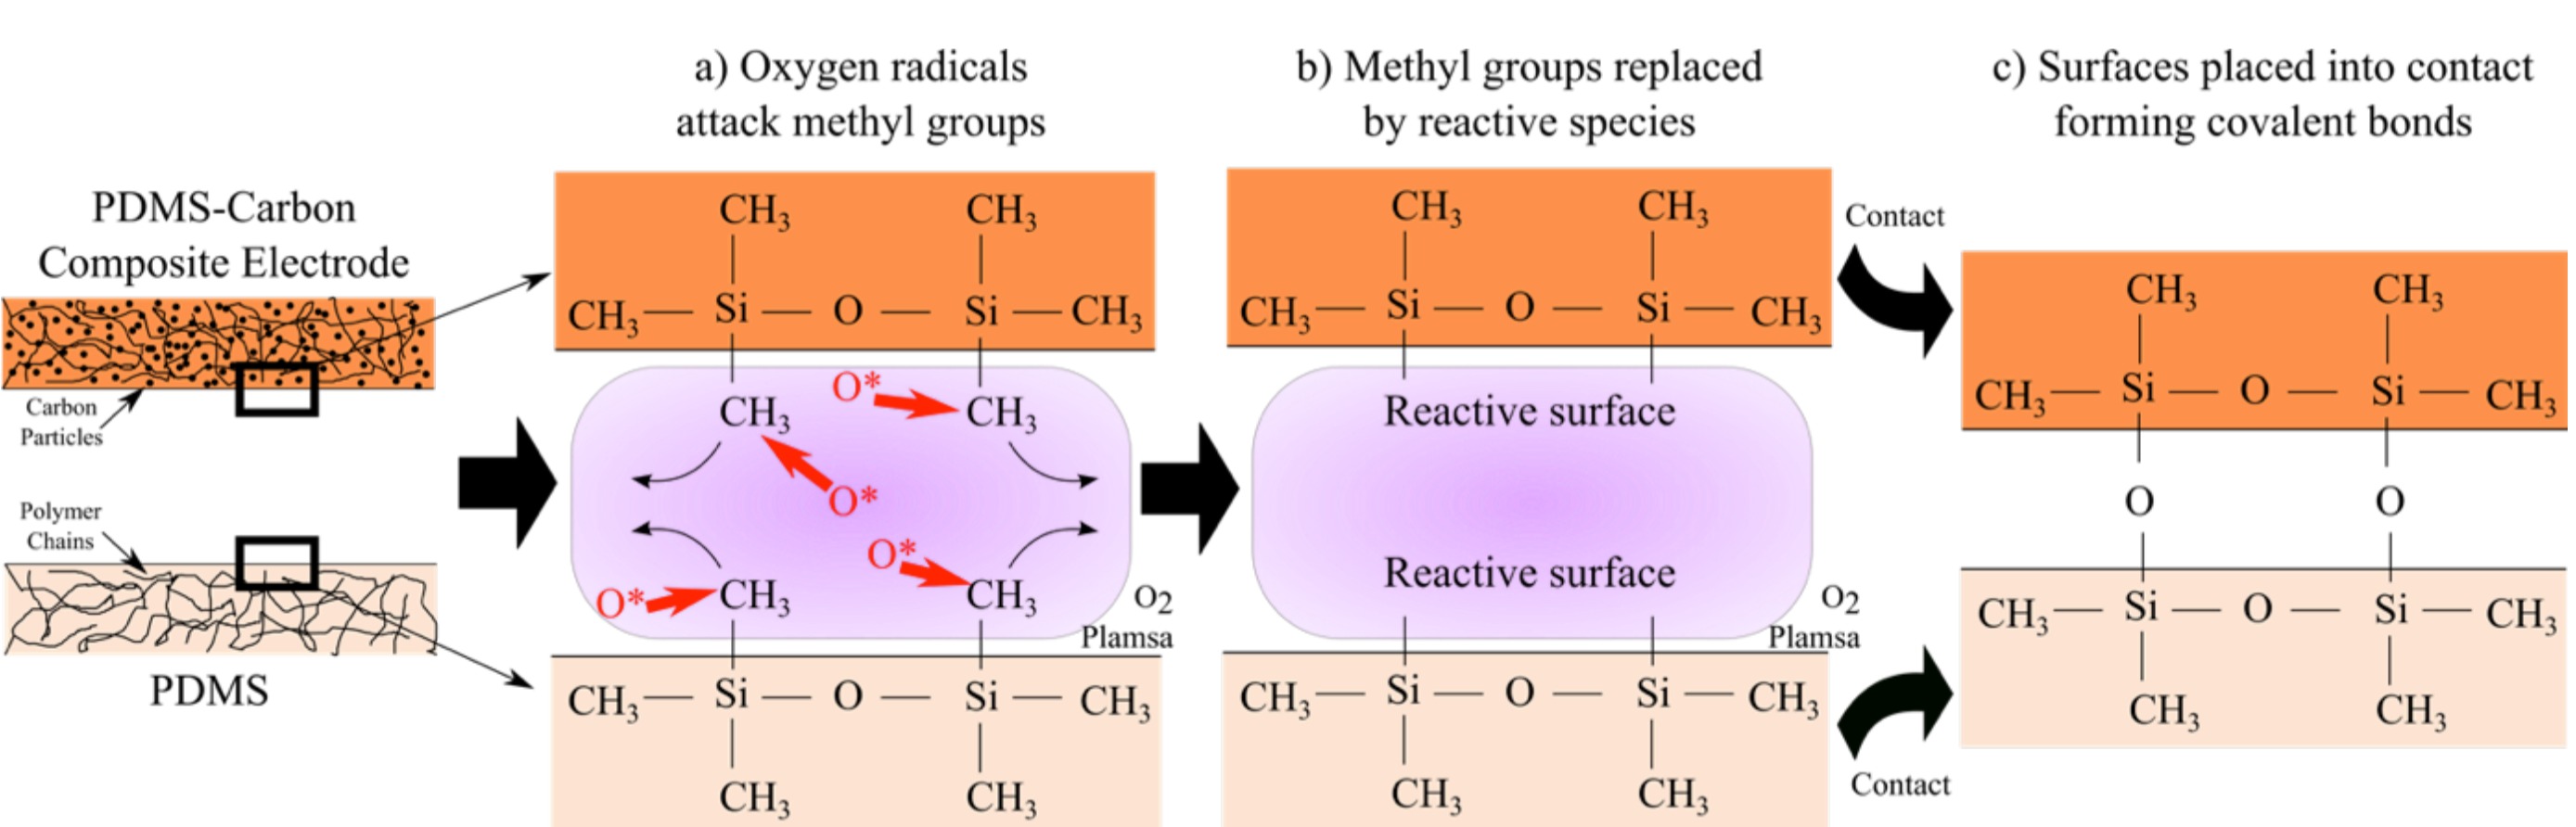 PDMS-Carbon
Composite Electrode
Carbon
Particles
Polymer
Chains
PDMS
a) Oxygen radicals
attack methyl groups
CH₃ CH₃
CH₃ — Si — O — Si — CH₃
O*
CH₃ CH₃
O*
O*
O* CH₃ CH₃
O₂
Plamsa
CH₃ — Si — O — Si — CH₃
CH₃ CH₃
b) Methyl groups replaced
by reactive species
CH₃ CH₃
CH₃ — Si — O — Si — CH₃
Reactive surface
Reactive surface
O₂
Plamsa
CH₃ — Si — O — Si — CH₃
CH₃ CH₃
Contact
Contact
c) Surfaces placed into contact
forming covalent bonds
CH₃ CH₃
CH₃ — Si — O — Si — CH₃
O O
CH₃ — Si — O — Si — CH₃
CH₃ CH₃